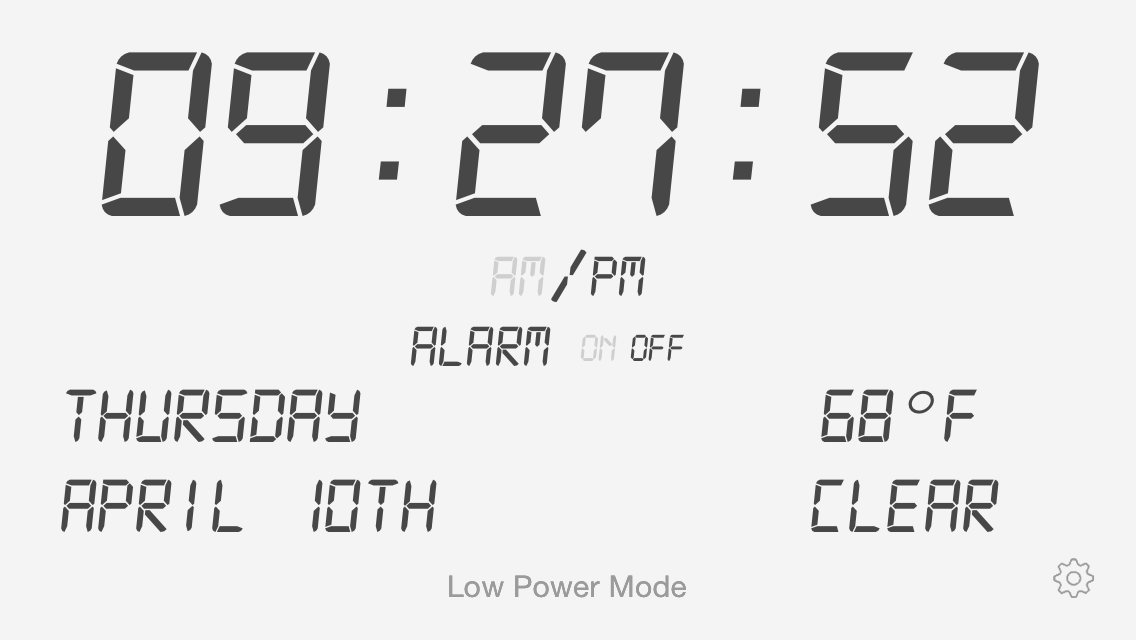 09:27:52
AM/PM
ALARM ON OFF
THURSDAY 68°F
APRIL 10TH CLEAR
Low Power Mode